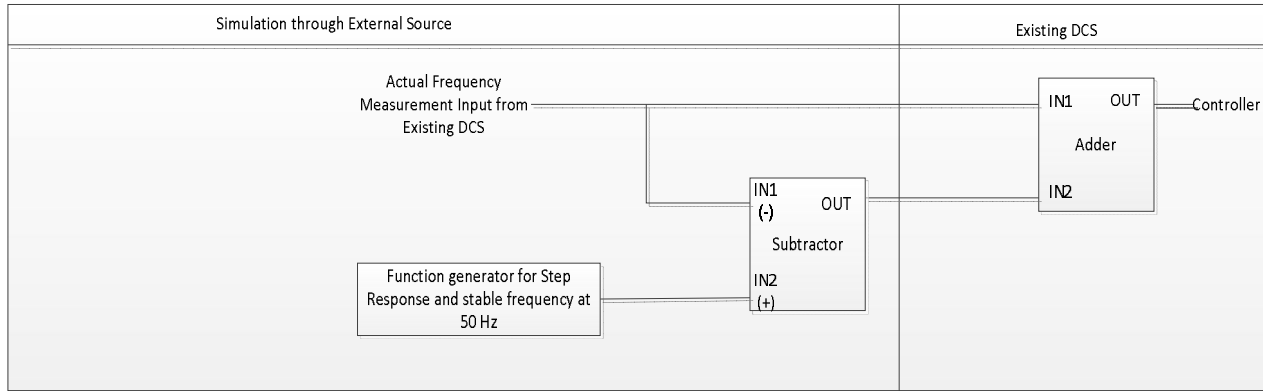 Simulation through External Source
Existing DCS
Actual Frequency
Measurement Input from
Existing DCS
IN1 OUT
Adder
IN2
Controller
IN1
(-)
OUT
Subtractor
IN2
(+)
Function generator for Step
Response and stable frequency at
50 Hz